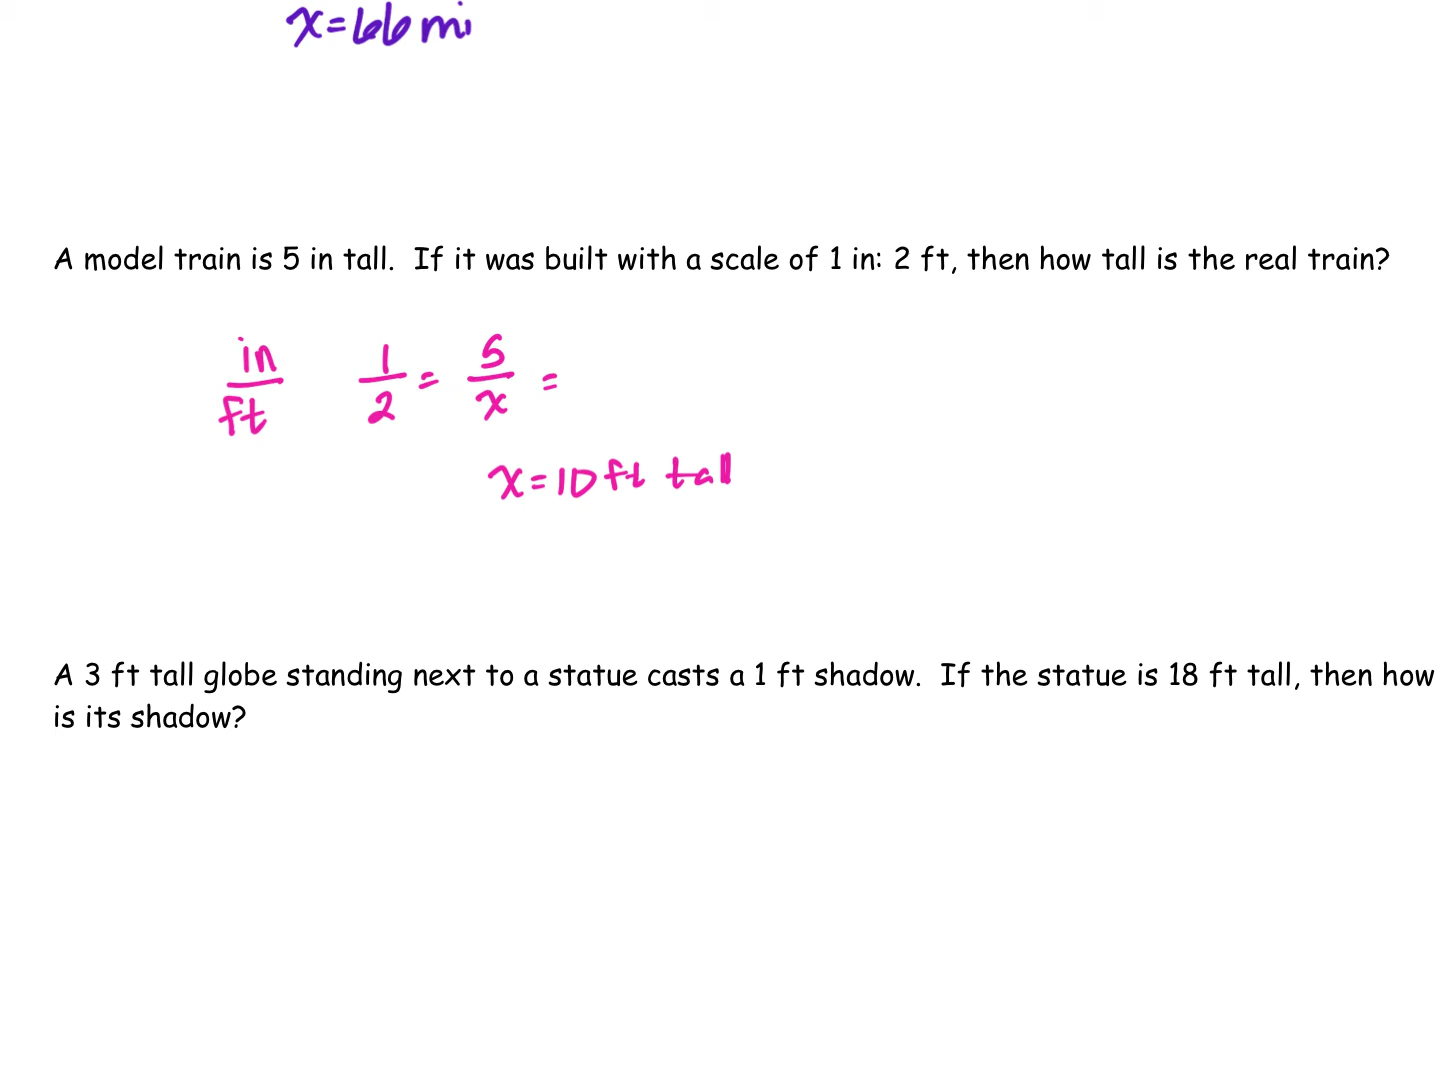 x=66 mi
A model train is 5 in tall. If it was built with a scale of 1 in: 2 ft, then how tall is the real train?
in/ft 1/2 = 5/x =
x=10 ft tall
A 3 ft tall globe standing next to a statue casts a 1 ft shadow. If the statue is 18 ft tall, then how
is its shadow?